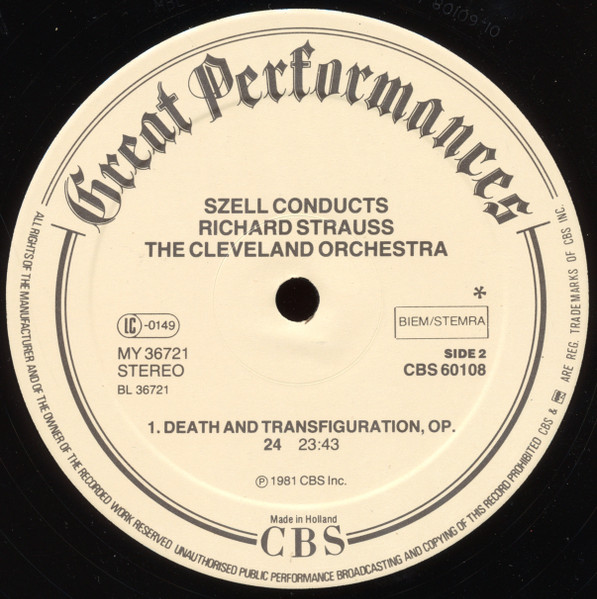 Great Performances
SZELL CONDUCTS
RICHARD STRAUSS
THE CLEVELAND ORCHESTRA
LC -0149
*
BIEM/STEMRA
MY 36721
STEREO
BL 36721
SIDE 2
CBS 60108
1. DEATH AND TRANSFIGURATION, OP.
24 23:43
℗ 1981 CBS Inc.
Made in Holland
CBS
ALL RIGHTS OF THE MANUFACTURER AND OF THE OWNER OF THE RECORDED WORK RESERVED UNAUTHORISED PUBLIC PERFORMANCE BROADCASTING AND COPYING OF THIS RECORD PROHIBITED CBS & ARE REG. TRADEMARKS OF CBS INC.